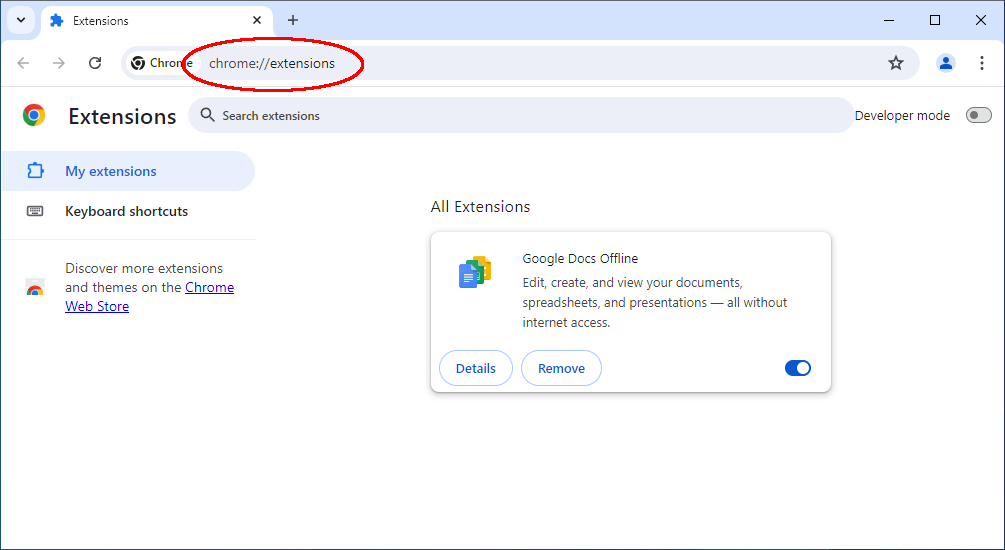 Extensions
Chrome chrome://extensions
Extensions
Search extensions
Developer mode
My extensions
Keyboard shortcuts
Discover more extensions
and themes on the Chrome
Web Store
All Extensions
Google Docs Offline
Edit, create, and view your documents,
spreadsheets, and presentations — all without
internet access.
Details
Remove